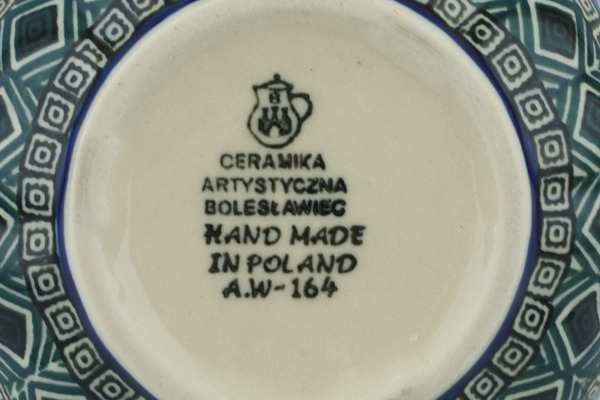 CERAMIKA
ARTYSTYCZNA
BOLESŁAWIEC
HAND MADE
IN POLAND
A.W-164